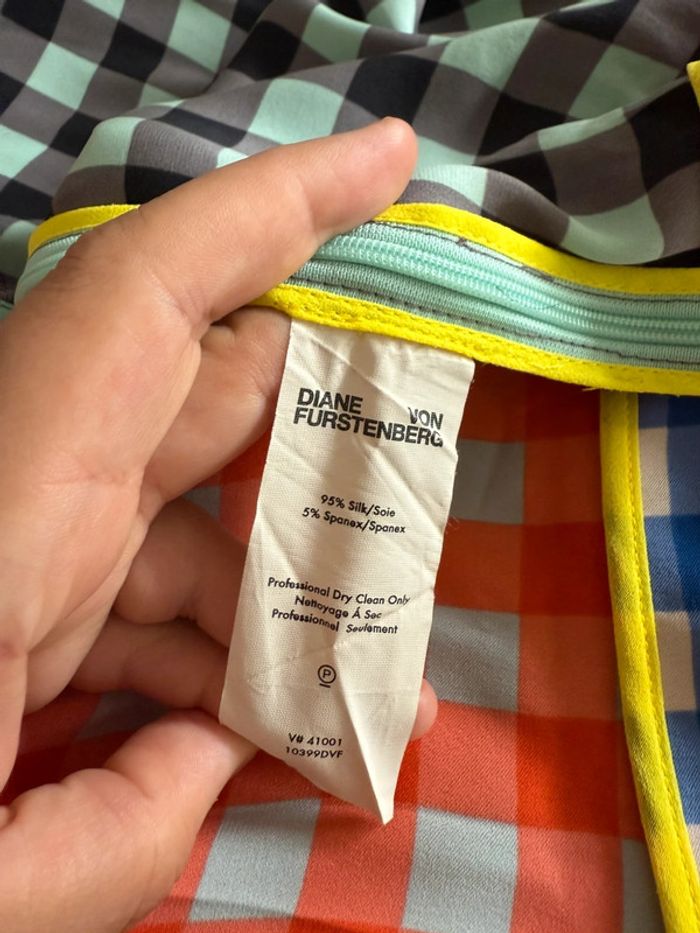 DIANE VON
FURSTENBERG
95% Silk/Soie
5% Spanex/Spanex
Professional Dry Clean Only
Nettoyage À Sec
Professionnel Seulement
P
V# 41001
10399DVF